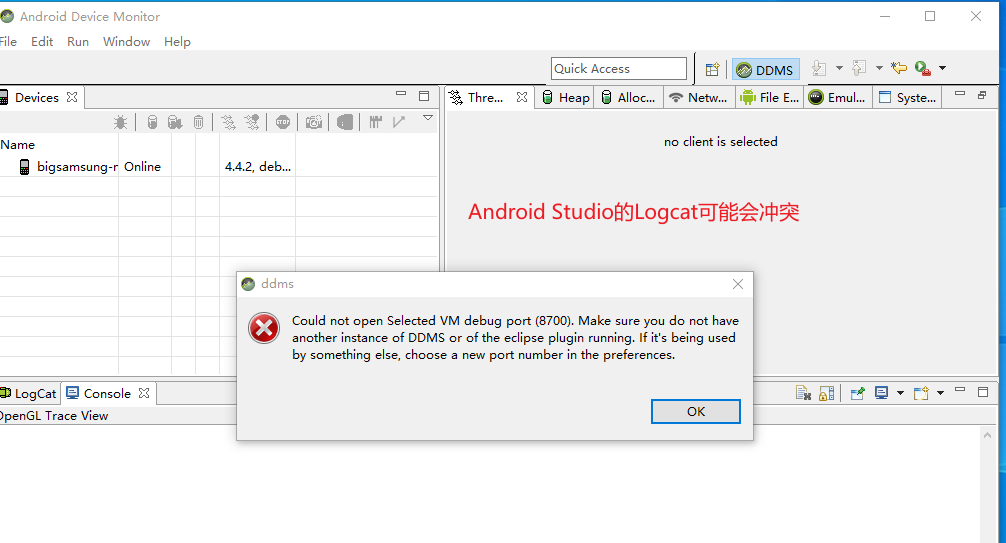 Android Device Monitor
File Edit Run Window Help
Quick Access
DDMS
Devices
Name
bigsamsung-r Online 4.4.2, deb...
Thre... Heap Alloc... Netw... File E... Emul... Syste...
no client is selected
Android Studio的Logcat可能会冲突
ddms
Could not open Selected VM debug port (8700). Make sure you do not have
another instance of DDMS or of the eclipse plugin running. If it's being used
by something else, choose a new port number in the preferences.
OK
LogCat Console
OpenGL Trace View